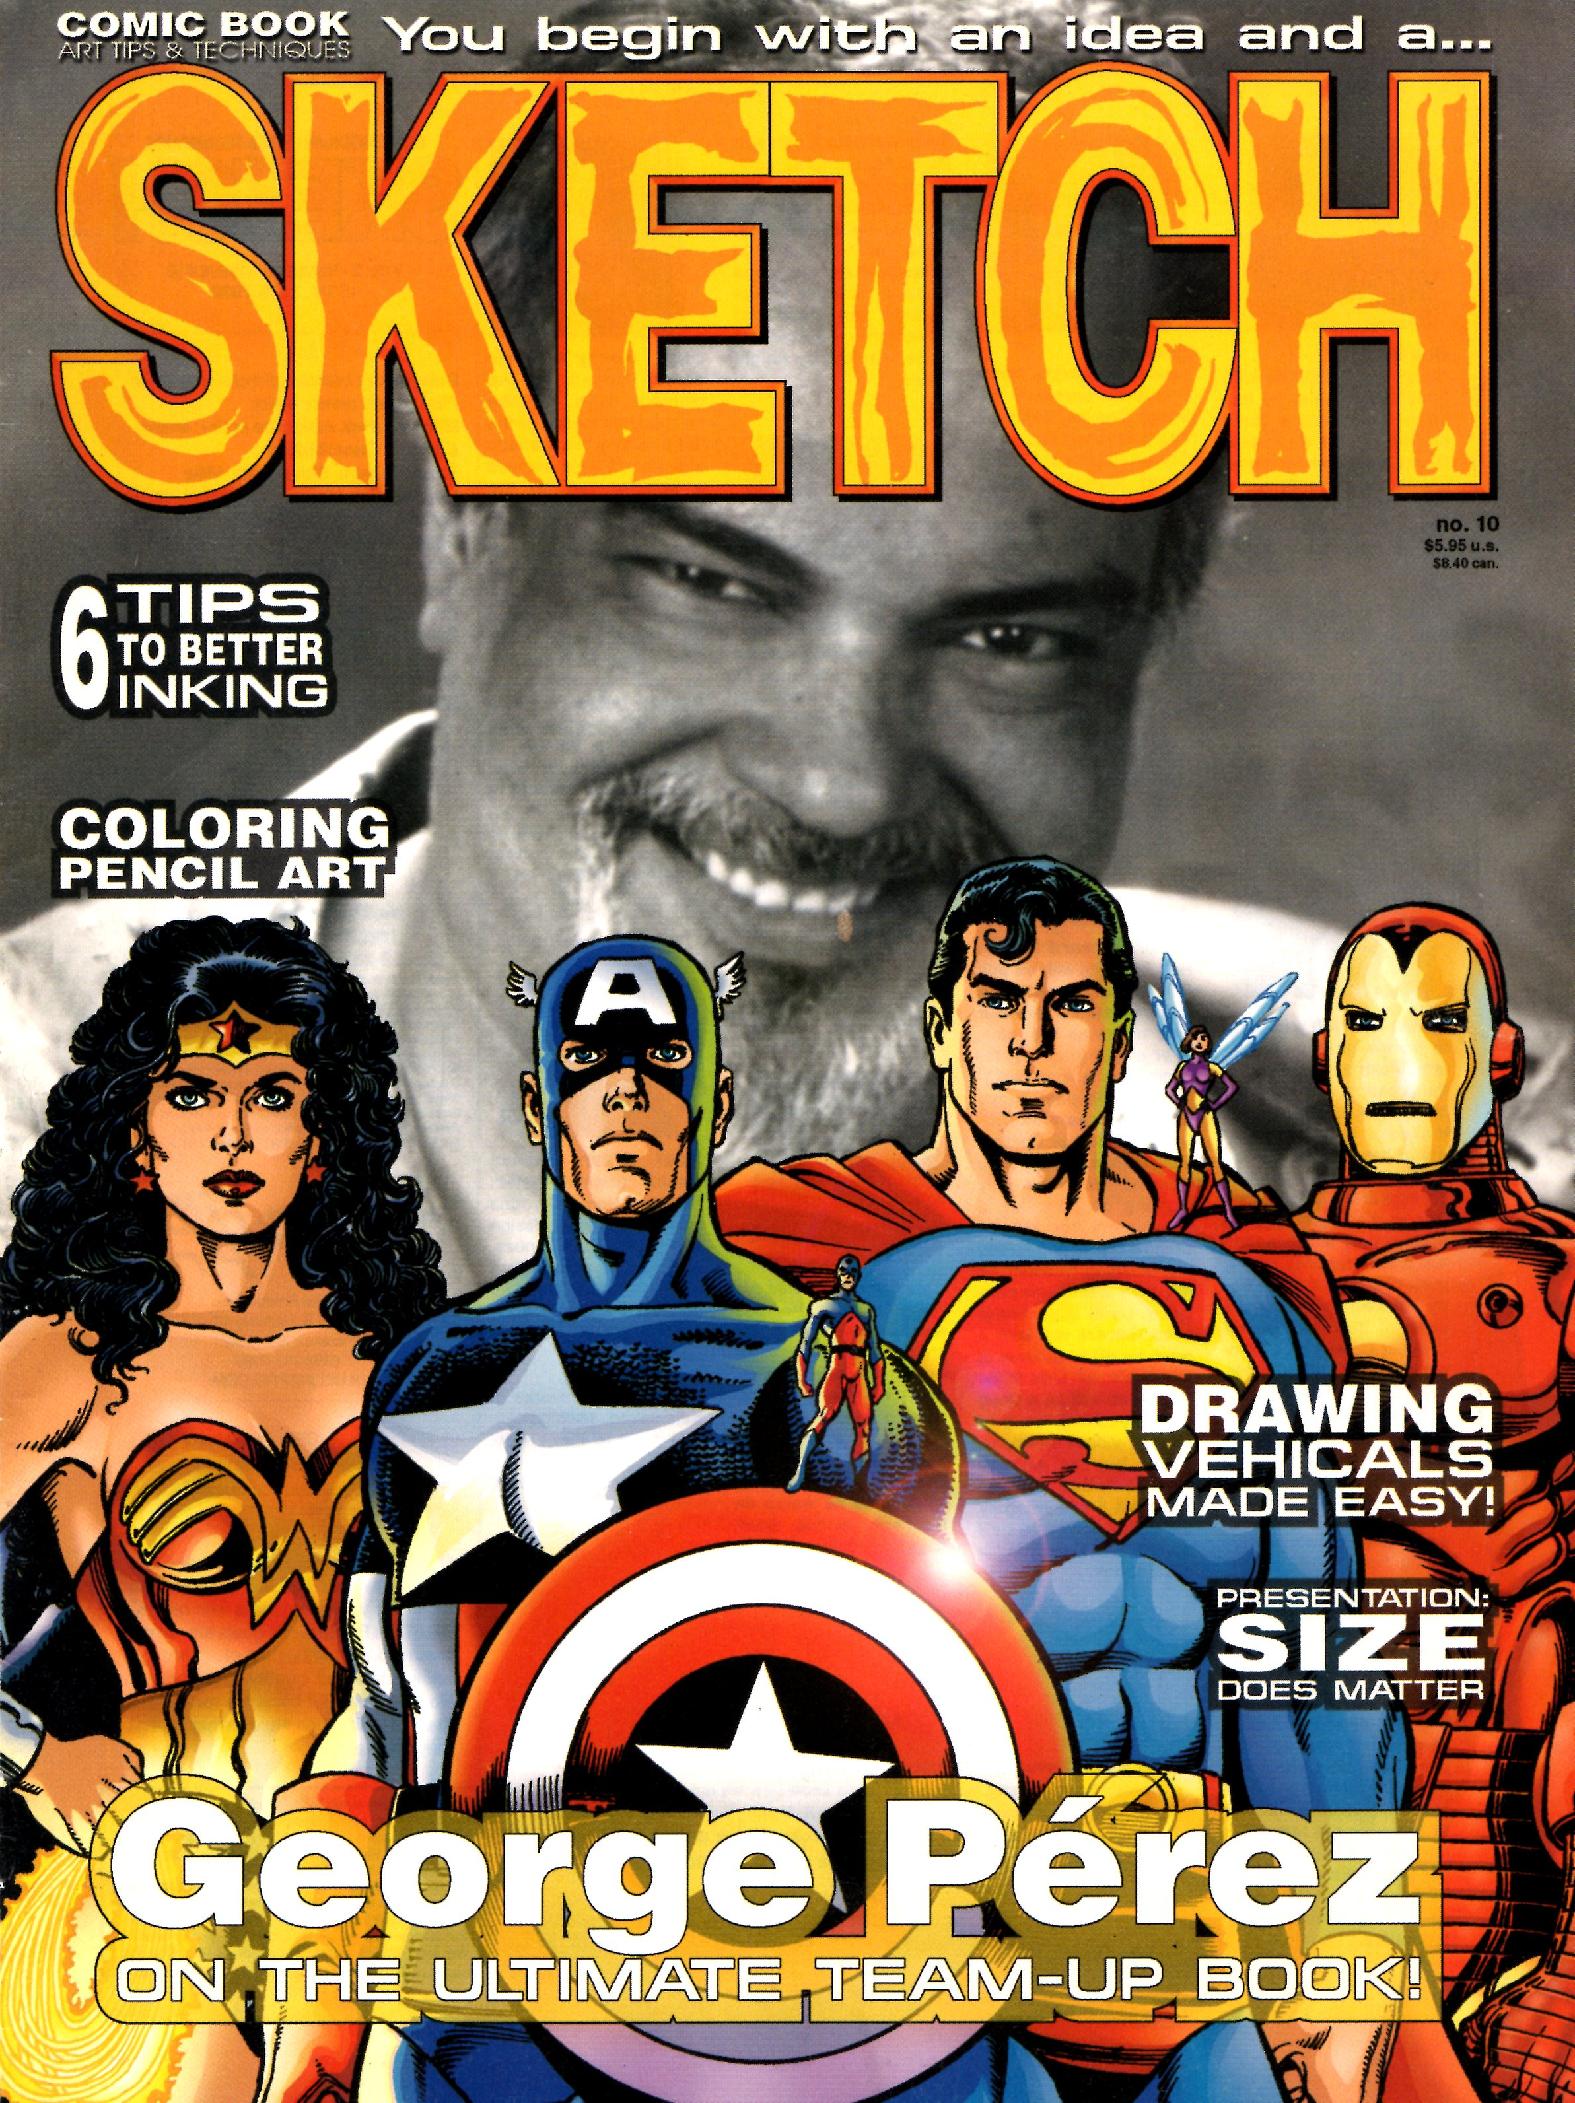 COMIC BOOK
ART TIPS & TECHNIQUES
You begin with an idea and a...
SKETCH
no. 10
$5.95 u.s.
$8.40 can.
6 TIPS
TO BETTER
INKING
COLORING
PENCIL ART
A
S
DRAWING
VEHICALS
MADE EASY!
PRESENTATION:
SIZE
DOES MATTER
George Pérez
ON THE ULTIMATE TEAM-UP BOOK!